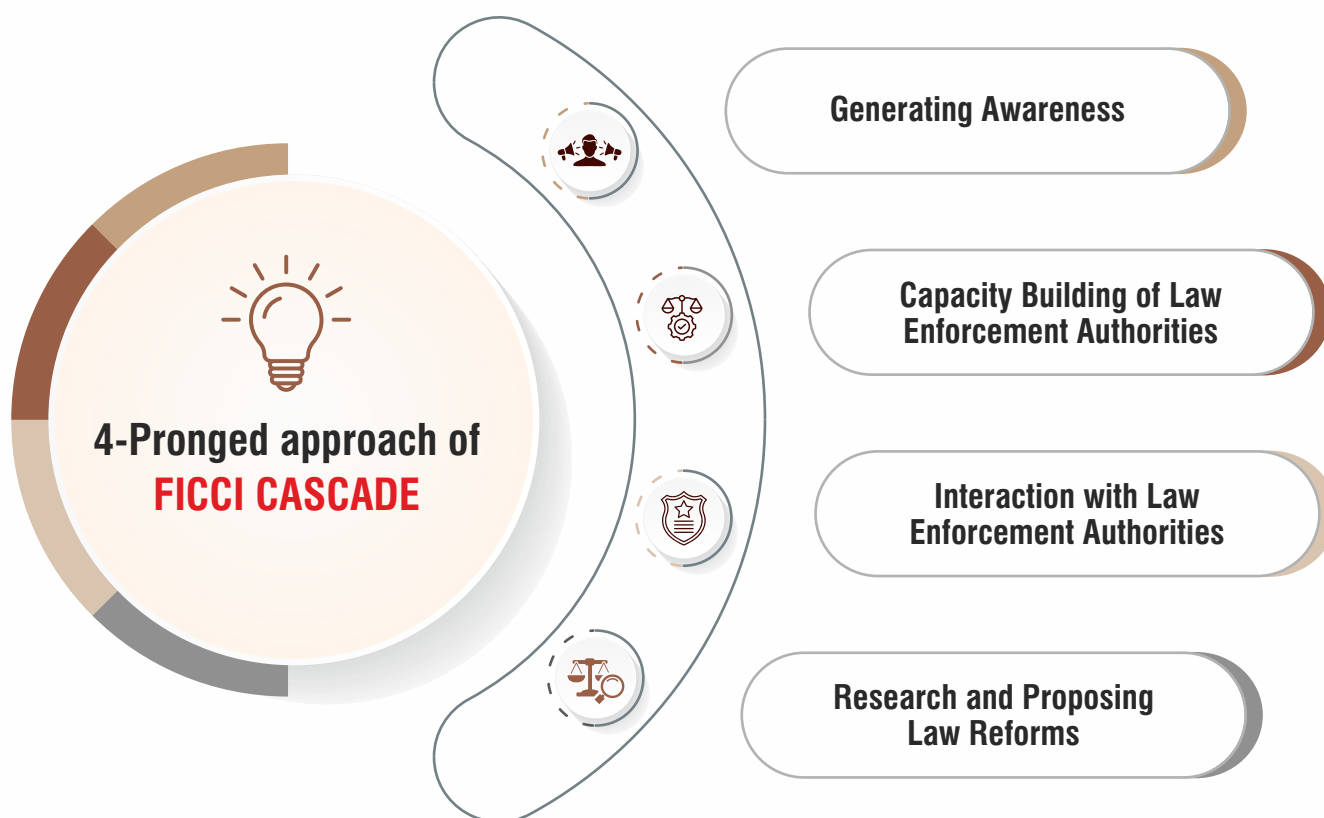 4-Pronged approach of
FICCI CASCADE
Generating Awareness
Capacity Building of Law
Enforcement Authorities
Interaction with Law
Enforcement Authorities
Research and Proposing
Law Reforms